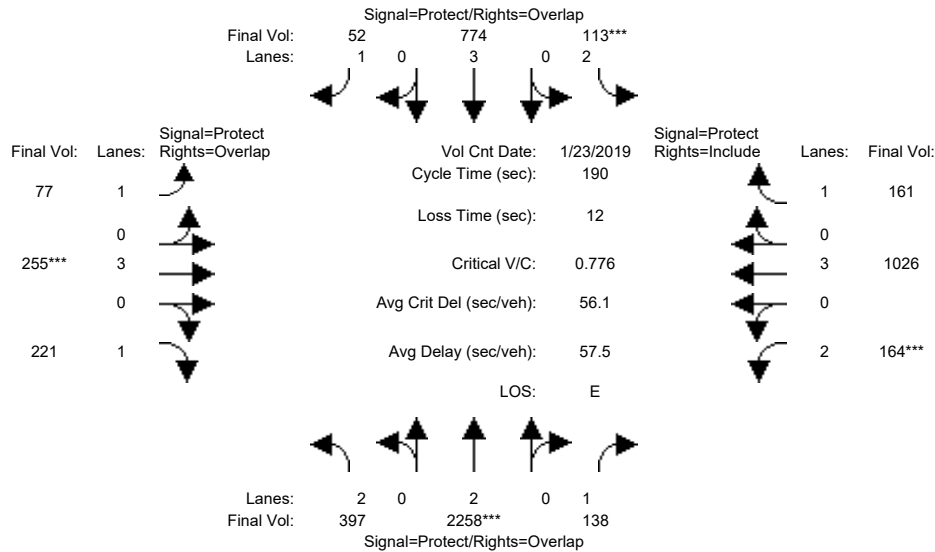 Signal=Protect/Rights=Overlap
Final Vol: 52 774 113***
Lanes: 1 0 3 0 2
Signal=Protect Signal=Protect
Final Vol: Lanes: Rights=Overlap Vol Cnt Date: 1/23/2019 Rights=Include Lanes: Final Vol:
Cycle Time (sec): 190
77 1 1 161
Loss Time (sec): 12
0 0
255*** 3 Critical V/C: 0.776 3 1026
0 Avg Crit Del (sec/veh): 56.1 0
221 1 Avg Delay (sec/veh): 57.5 2 164***
LOS: E
Lanes: 2 0 2 0 1
Final Vol: 397 2258*** 138
Signal=Protect/Rights=Overlap